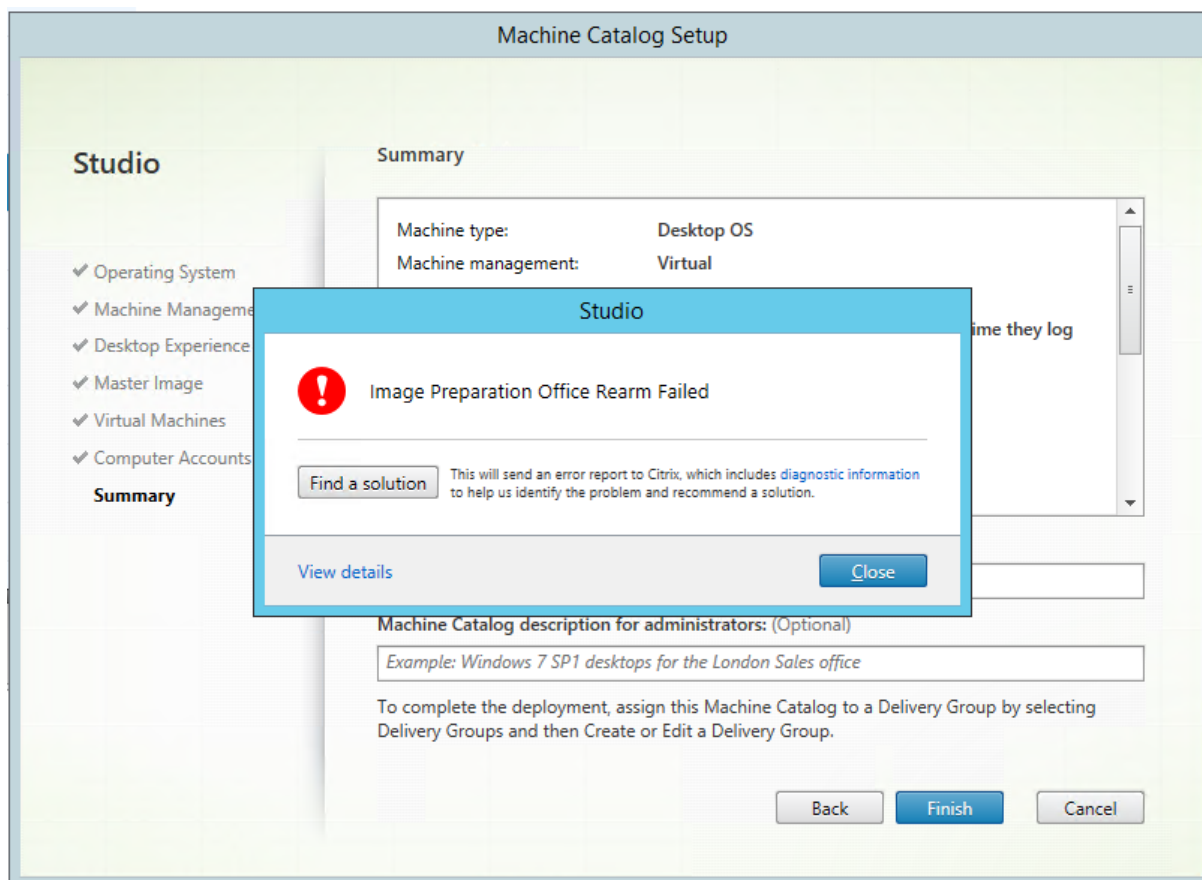 Machine Catalog Setup
Studio
Operating System
Machine Manageme
Desktop Experience
Master Image
Virtual Machines
Computer Accounts
Summary
Summary
Machine type: Desktop OS
Machine management: Virtual
ime they log
Studio
Image Preparation Office Rearm Failed
Find a solution
This will send an error report to Citrix, which includes diagnostic information
to help us identify the problem and recommend a solution.
View details
Close
Machine Catalog description for administrators: (Optional)
Example: Windows 7 SP1 desktops for the London Sales office
To complete the deployment, assign this Machine Catalog to a Delivery Group by selecting
Delivery Groups and then Create or Edit a Delivery Group.
Back
Finish
Cancel